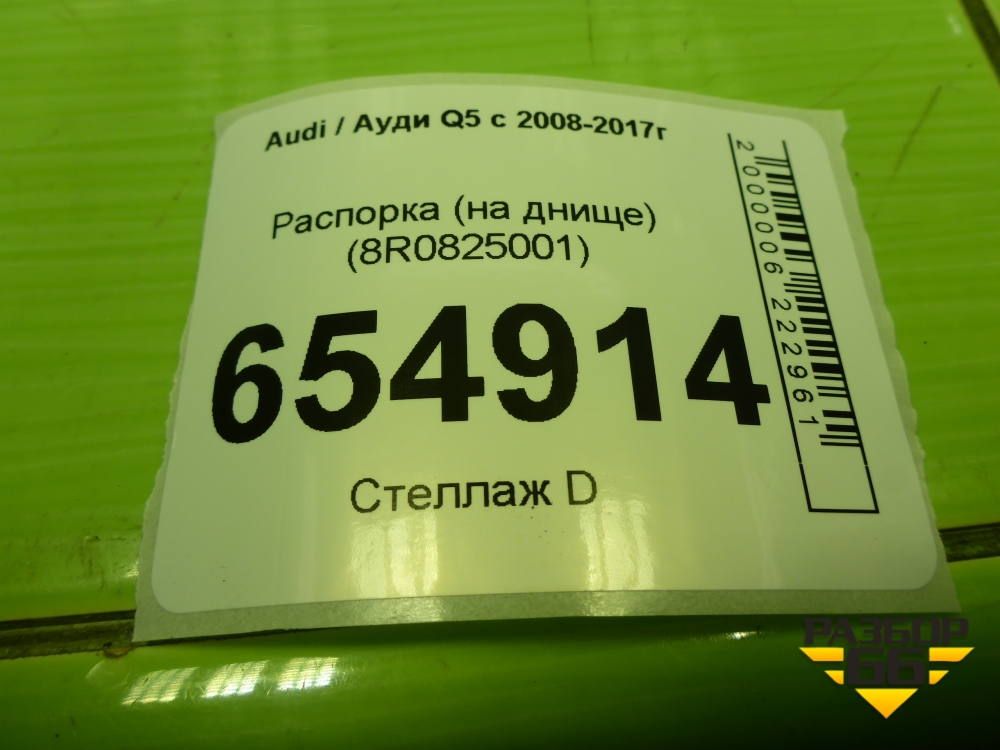 Audi / Ауди Q5 с 2008-2017г
Распорка (на днище)
(8R0825001)
654914
Стеллаж D
2000006222961
РАЗБОР
66